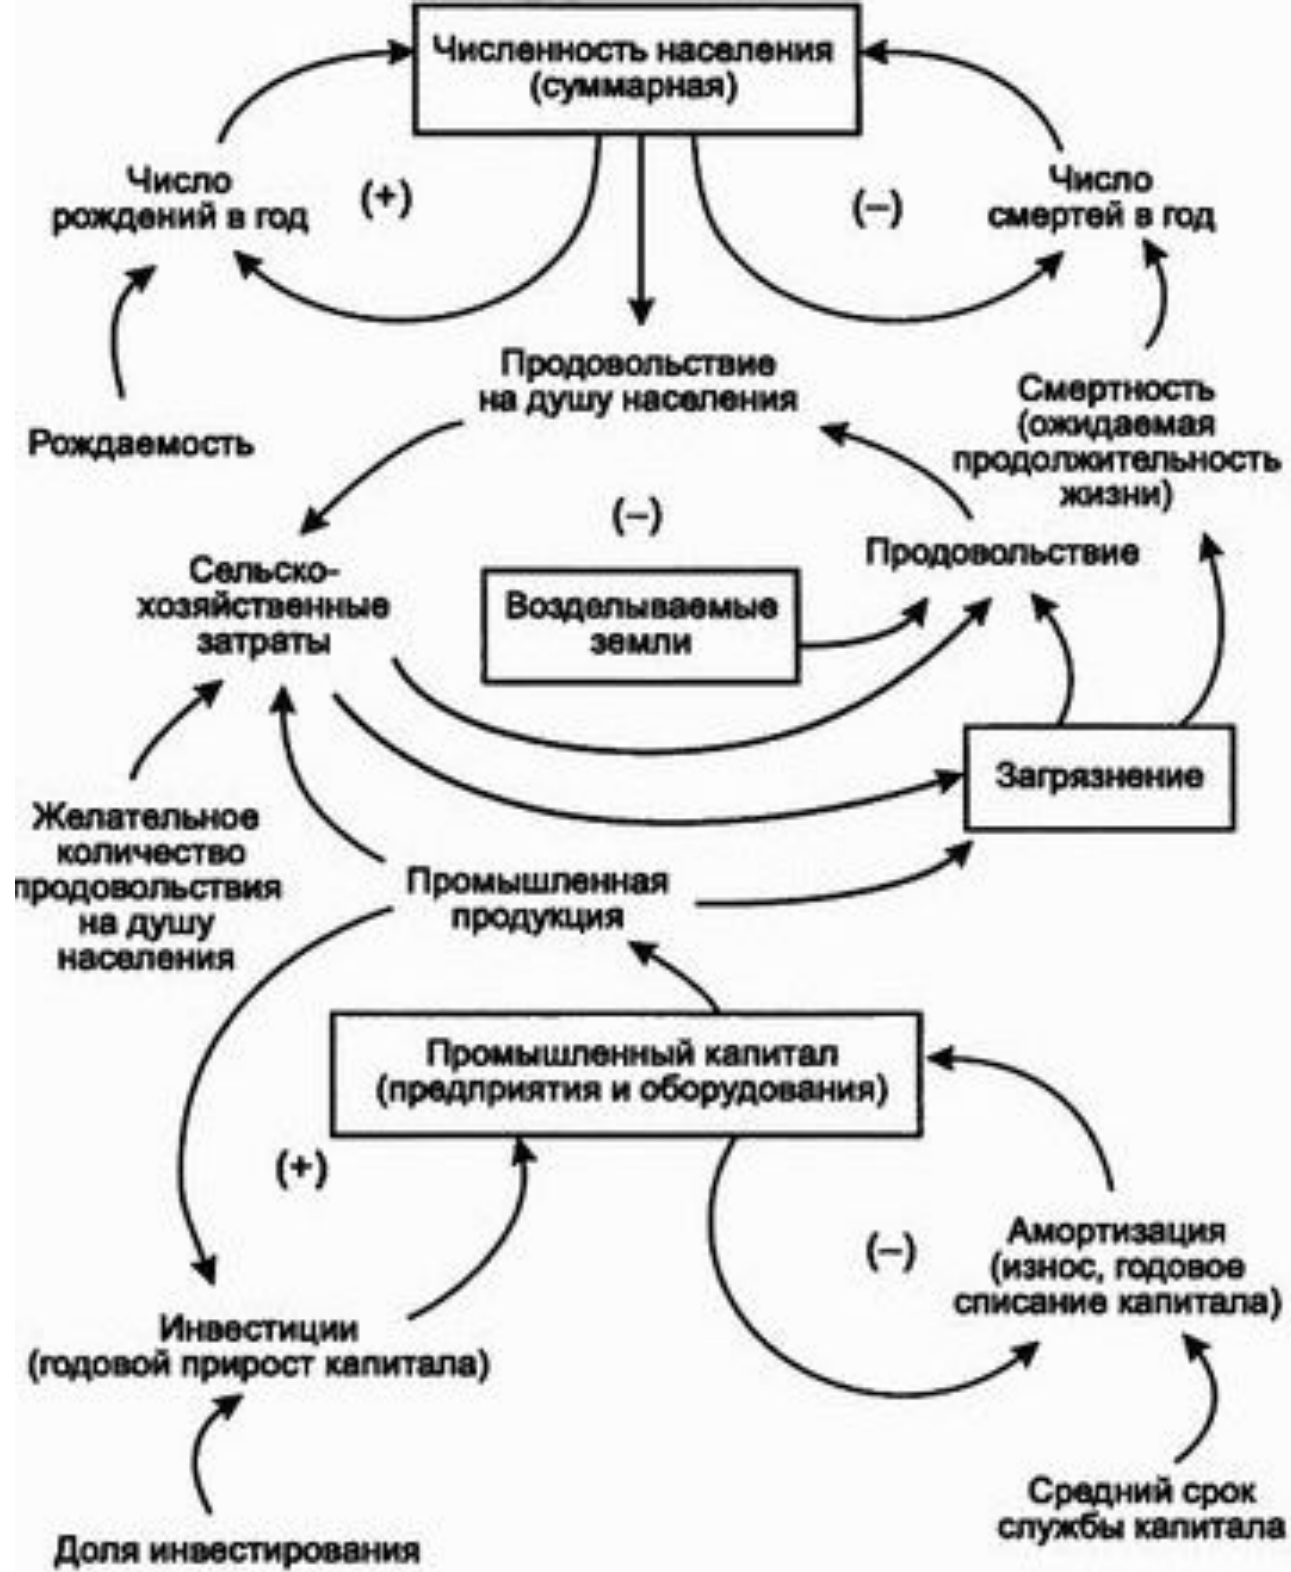 Численность населения
(суммарная)
Число
рождений в год
(+)
(–)
Число
смертей в год
Продовольствие
на душу населения
Смертность
(ожидаемая
продолжительность
жизни)
Рождаемость
(–)
Продовольствие
Сельско-
хозяйственные
затраты
Возделываемые
земли
Загрязнение
Желательное
количество
продовольствия
на душу
населения
Промышленная
продукция
Промышленный капитал
(предприятия и оборудования)
(+)
(–)
Амортизация
(износ, годовое
списание капитала)
Инвестиции
(годовой прирост капитала)
Средний срок
службы капитала
Доля инвестирования